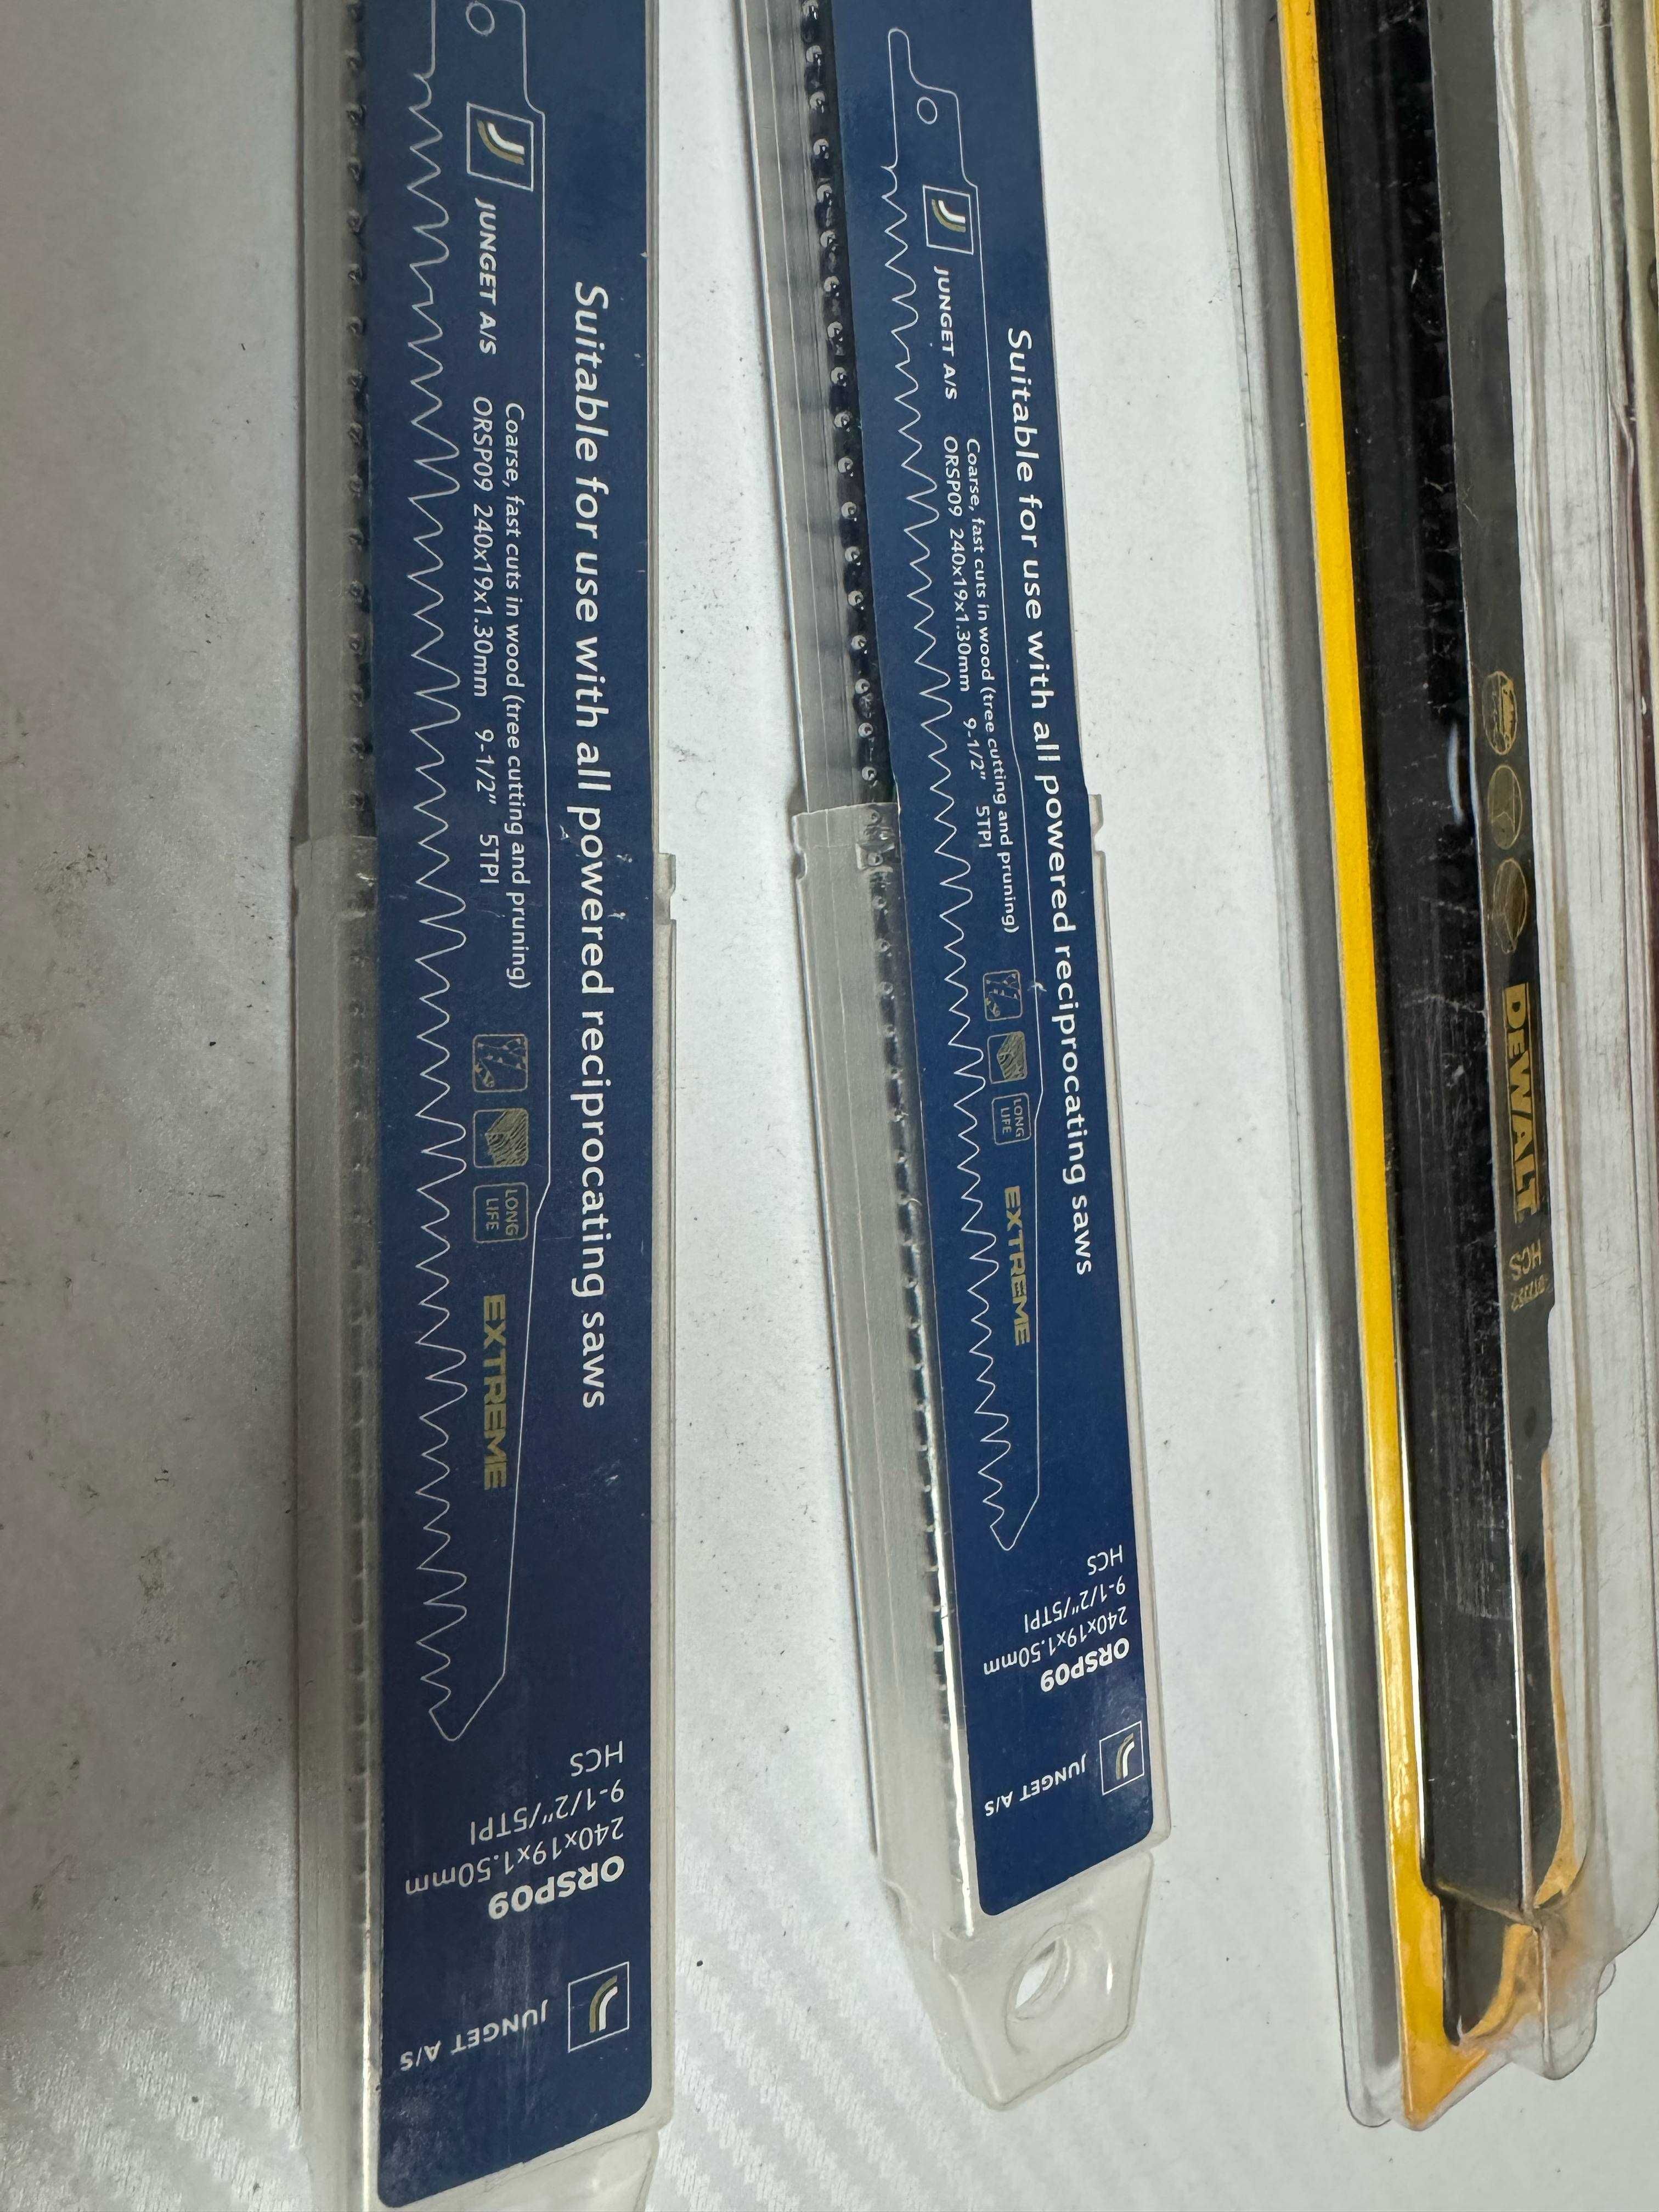 JUNGET A/S
Suitable for use with all powered reciprocating saws
Coarse, fast cuts in wood (tree cutting and pruning)
ORSP09 240x19x1.30mm 9-1/2" 5TPI
LONG
LIFE
EXTREME
JUNGET A/S
ORSP09
240x19x1.50mm
9-1/2"/5TPI
HCS
JUNGET A/S
Suitable for use with all powered reciprocating saws
Coarse, fast cuts in wood (tree cutting and pruning)
ORSP09 240x19x1.30mm 9-1/2" 5TPI
LONG
LIFE
EXTREME
JUNGET A/S
ORSP09
240x19x1.50mm
9-1/2"/5TPI
HCS
DEWALT
HCS